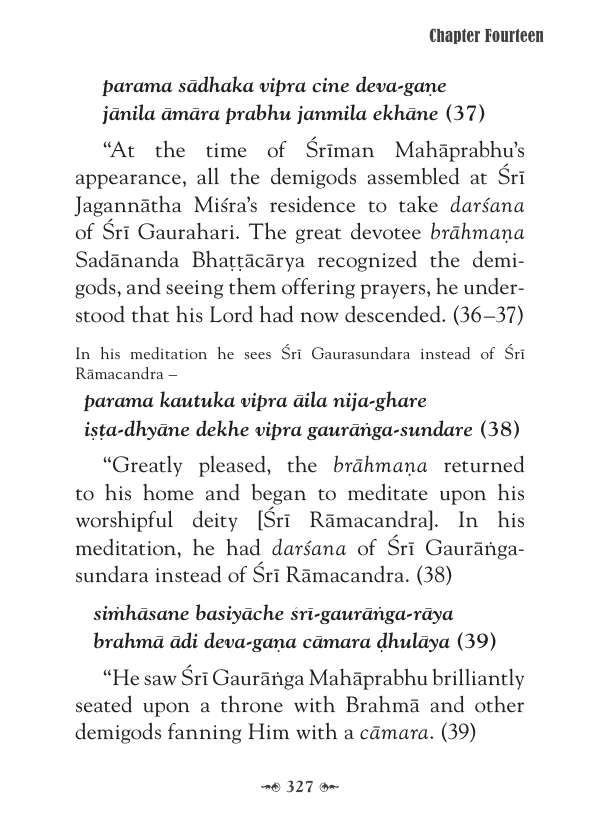 Chapter Fourteen
parama sādhaka vipra cine deva-gaṇe
jānila āmāra prabhu janmila ekhāne (37)
“At the time of Śrīman Mahāprabhu’s
appearance, all the demigods assembled at Śrī
Jagannātha Miśra’s residence to take darśana
of Śrī Gaurahari. The great devotee brāhmaṇa
Sadānanda Bhaṭṭācārya recognized the demi-
gods, and seeing them offering prayers, he under-
stood that his Lord had now descended. (36–37)
In his meditation he sees Śrī Gaurasundara instead of Śrī
Rāmacandra –
parama kautuka vipra āila nija-ghare
iṣṭa-dhyāne dekhe vipra gaurāṅga-sundare (38)
“Greatly pleased, the brāhmaṇa returned
to his home and began to meditate upon his
worshipful deity [Śrī Rāmacandra]. In his
meditation, he had darśana of Śrī Gaurāṅga-
sundara instead of Śrī Rāmacandra. (38)
siṁhāsane basiyāche śrī-gaurāṅga-rāya
brahmā ādi deva-gaṇa cāmara ḍhulāya (39)
“He saw Śrī Gaurāṅga Mahāprabhu brilliantly
seated upon a throne with Brahmā and other
demigods fanning Him with a cāmara. (39)
327